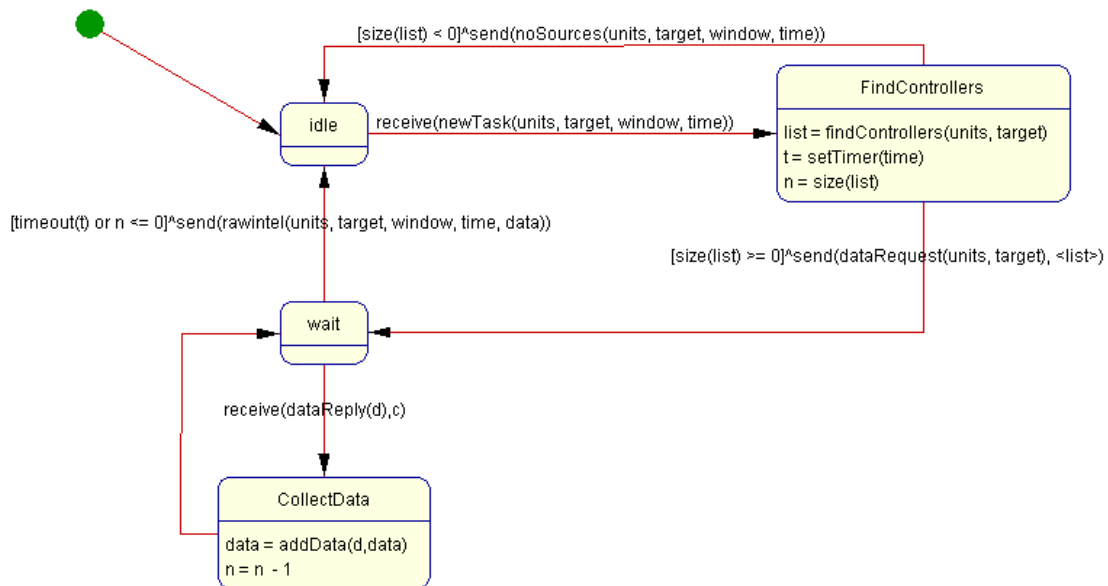 [size(list) < 0]^send(noSources(units, target, window, time))
FindControllers
idle
receive(newTask(units, target, window, time))
list = findControllers(units, target)
t = setTimer(time)
n = size(list)
[timeout(t) or n <= 0]^send(rawintel(units, target, window, time, data))
[size(list) >= 0]^send(dataRequest(units, target), <list>)
wait
receive(dataReply(d),c)
CollectData
data = addData(d,data)
n = n - 1